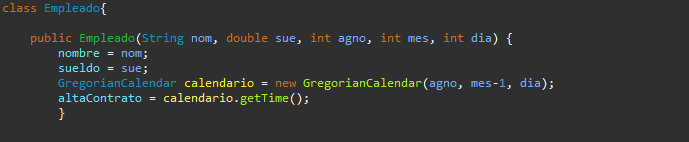 class Empleado{
public Empleado(String nom, double sue, int agno, int mes, int dia) {
nombre = nom;
sueldo = sue;
GregorianCalendar calendario = new GregorianCalendar(agno, mes-1, dia);
altaContrato = calendario.getTime();
}